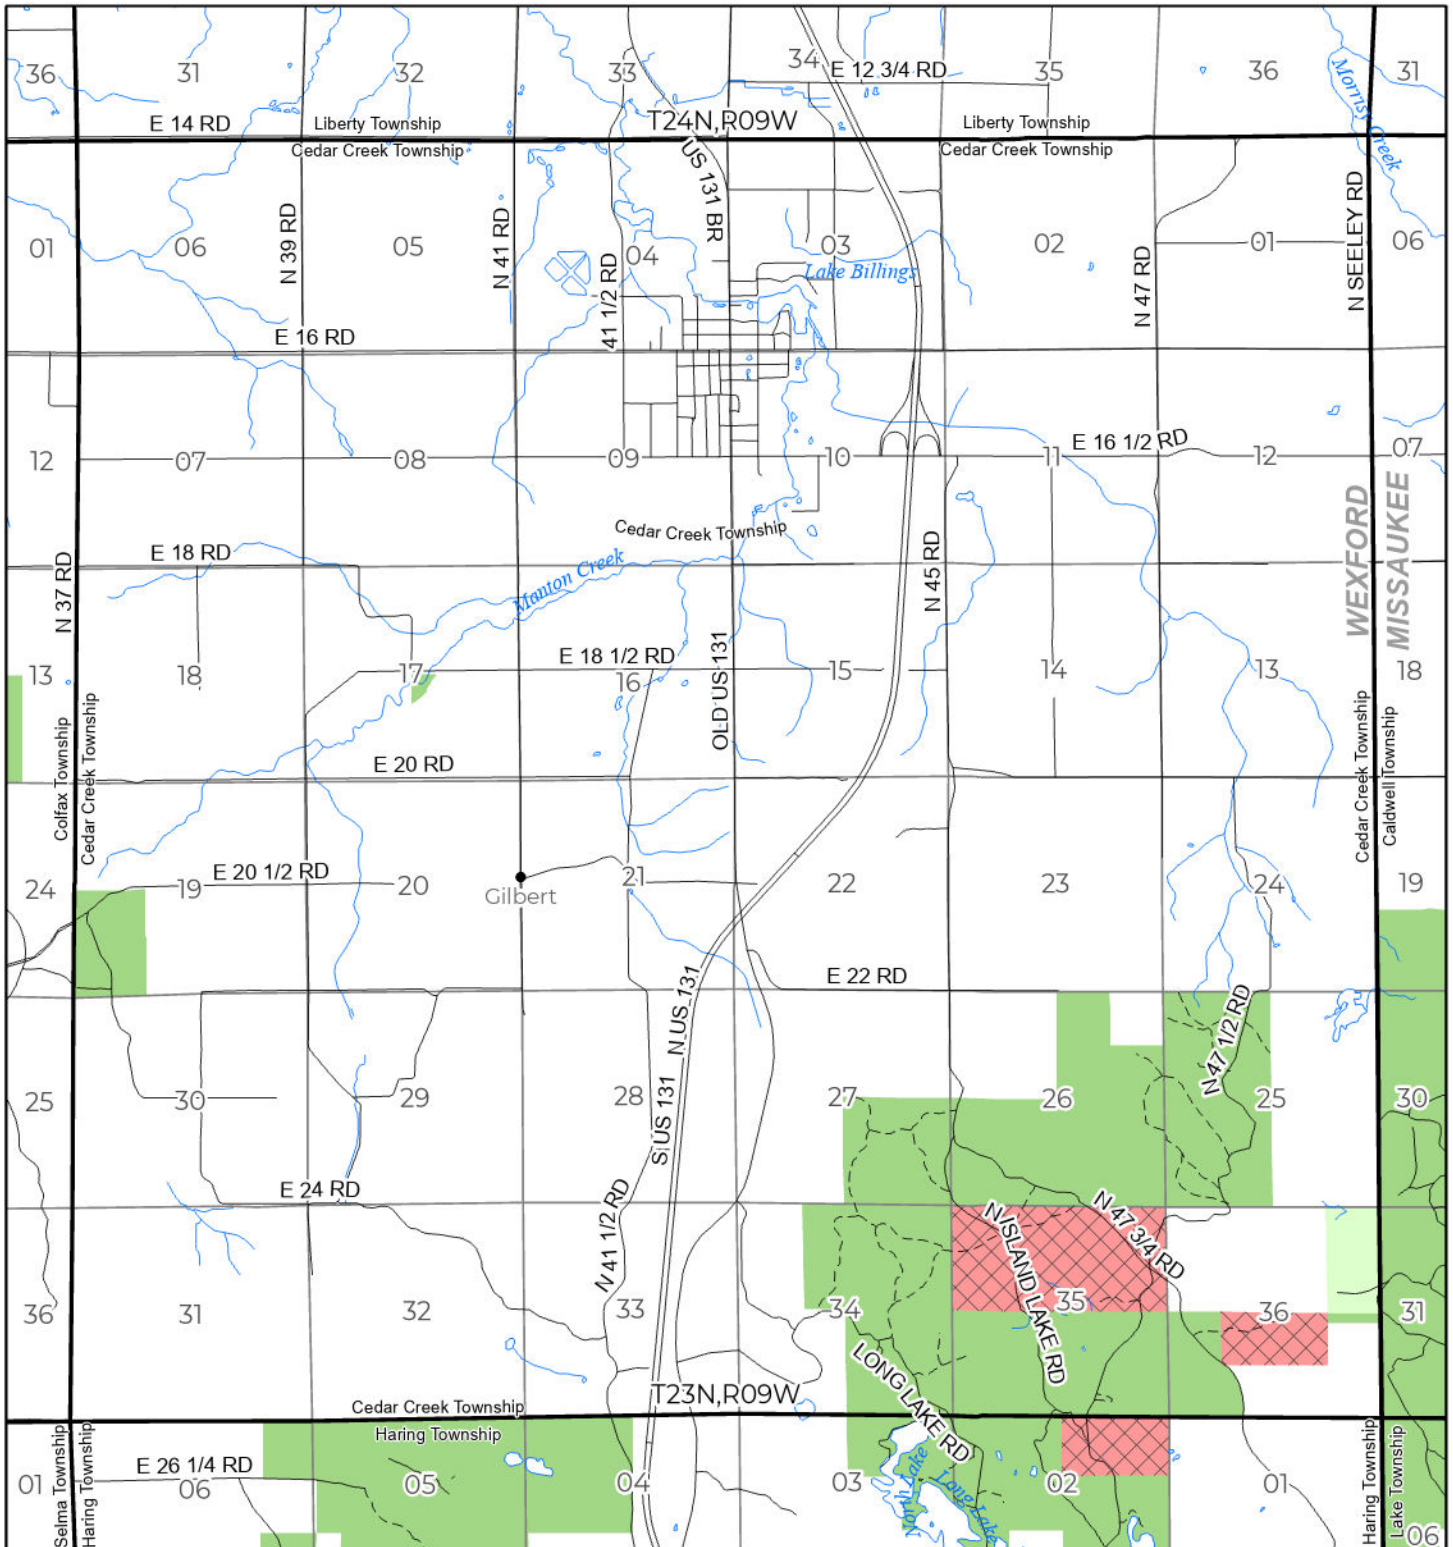 36 31 32 33 34 E 12 3/4 RD 35 36 31
Morrisy Creek
E 14 RD Liberty Township T24N,R09W Liberty Township
Cedar Creek Township Cedar Creek Township
US 131 BR
N 39 RD
N 41 RD
41 1/2 RD
N 47 RD
N SEELEY RD
01 06 05 04 03 02 01 06
Lake Billings
E 16 RD
E 16 1/2 RD
12 07 08 09 10 11 12 07
WEXFORD
MISSAUKEE
Cedar Creek Township
Manton Creek
E 18 RD
N 37 RD
N 45 RD
OLD US 131
E 18 1/2 RD
13 18 17 16 15 14 13 18
Colfax Township
Cedar Creek Township
Cedar Creek Township
Caldwell Township
E 20 RD
E 20 1/2 RD
24 19 20 21 22 23 24 19
Gilbert
E 22 RD
N US 131
S US 131
N 47 1/2 RD
25 30 29 28 27 26 25 30
E 24 RD
N 41 1/2 RD
N ISLAND LAKE RD
N 47 3/4 RD
36 31 32 33 34 35 36 31
LONG LAKE RD
T23N,R09W
Cedar Creek Township
Haring Township
Selma Township
Haring Township
Haring Township
Lake Township
E 26 1/4 RD
01 06 05 04 03 02 01 06
North Lake
Long Lake